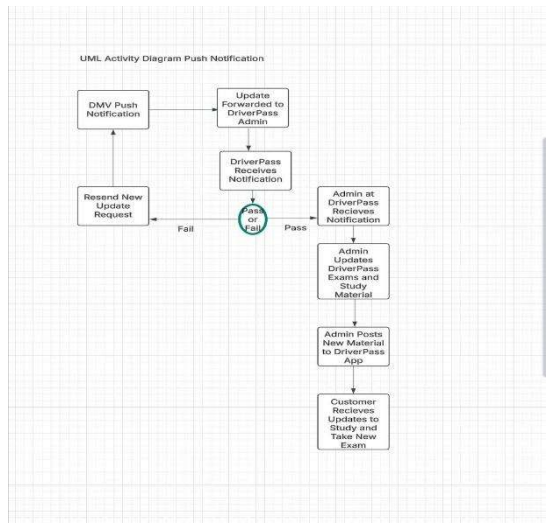 UML Activity Diagram Push Notification
DMV Push
Notification
Update
Forwarded to
DriverPass
Admin
DriverPass
Receives
Notification
Resend New
Update
Request
Fail
Pass
or
Fail
Pass
Admin at
DriverPass
Recieves
Notification
Admin
Updates
DriverPass
Exams and
Study
Material
Admin Posts
New Material
to DriverPass
App
Customer
Recieves
Updates to
Study and
Take New
Exam